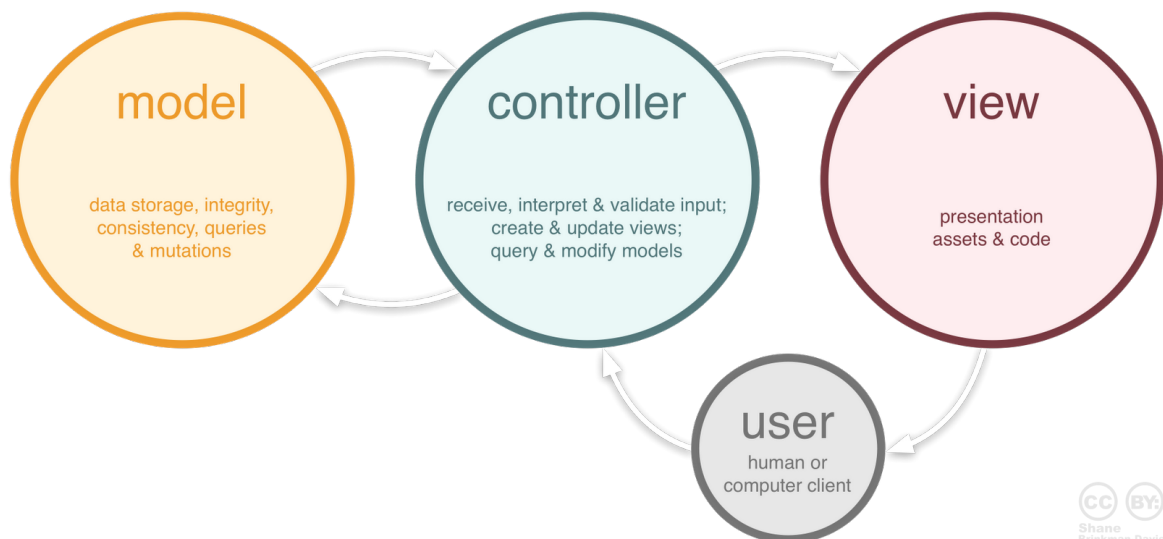 model
data storage, integrity,
consistency, queries
& mutations
controller
receive, interpret & validate input;
create & update views;
query & modify models
view
presentation
assets & code
user
human or
computer client
CC BY:
Shane